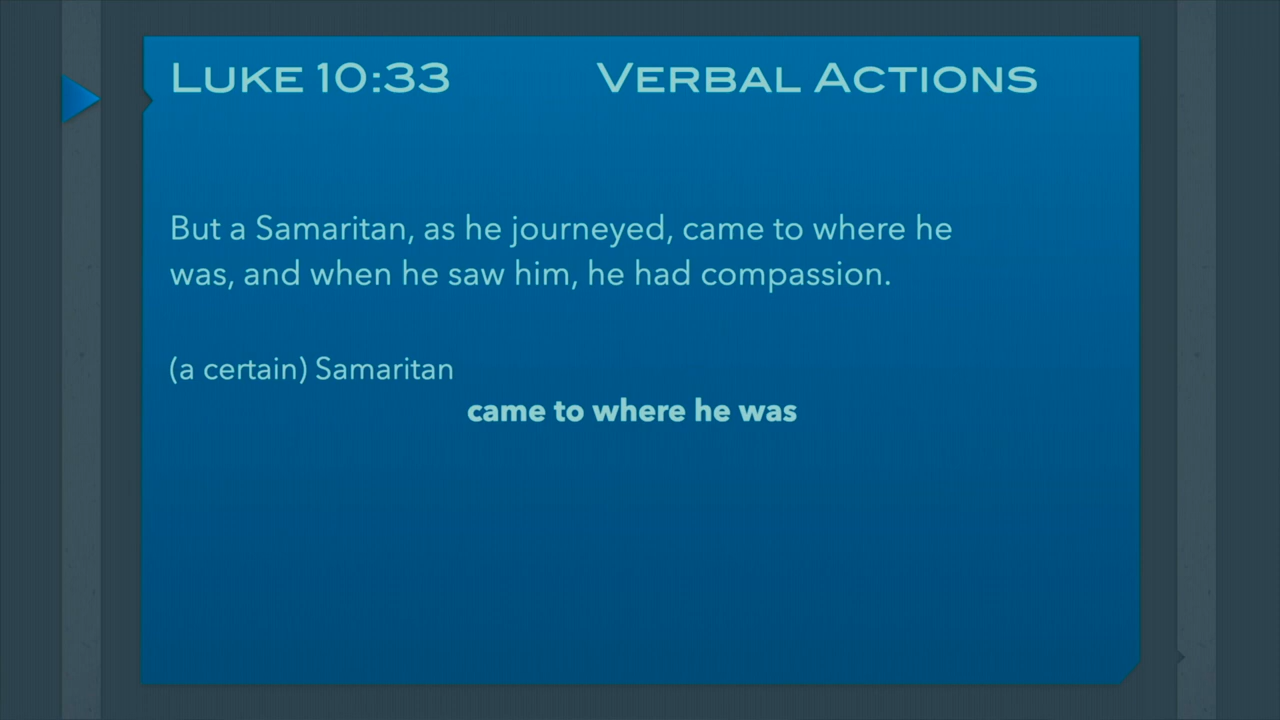 LUKE 10:33 VERBAL ACTIONS
But a Samaritan, as he journeyed, came to where he
was, and when he saw him, he had compassion.
(a certain) Samaritan
came to where he was